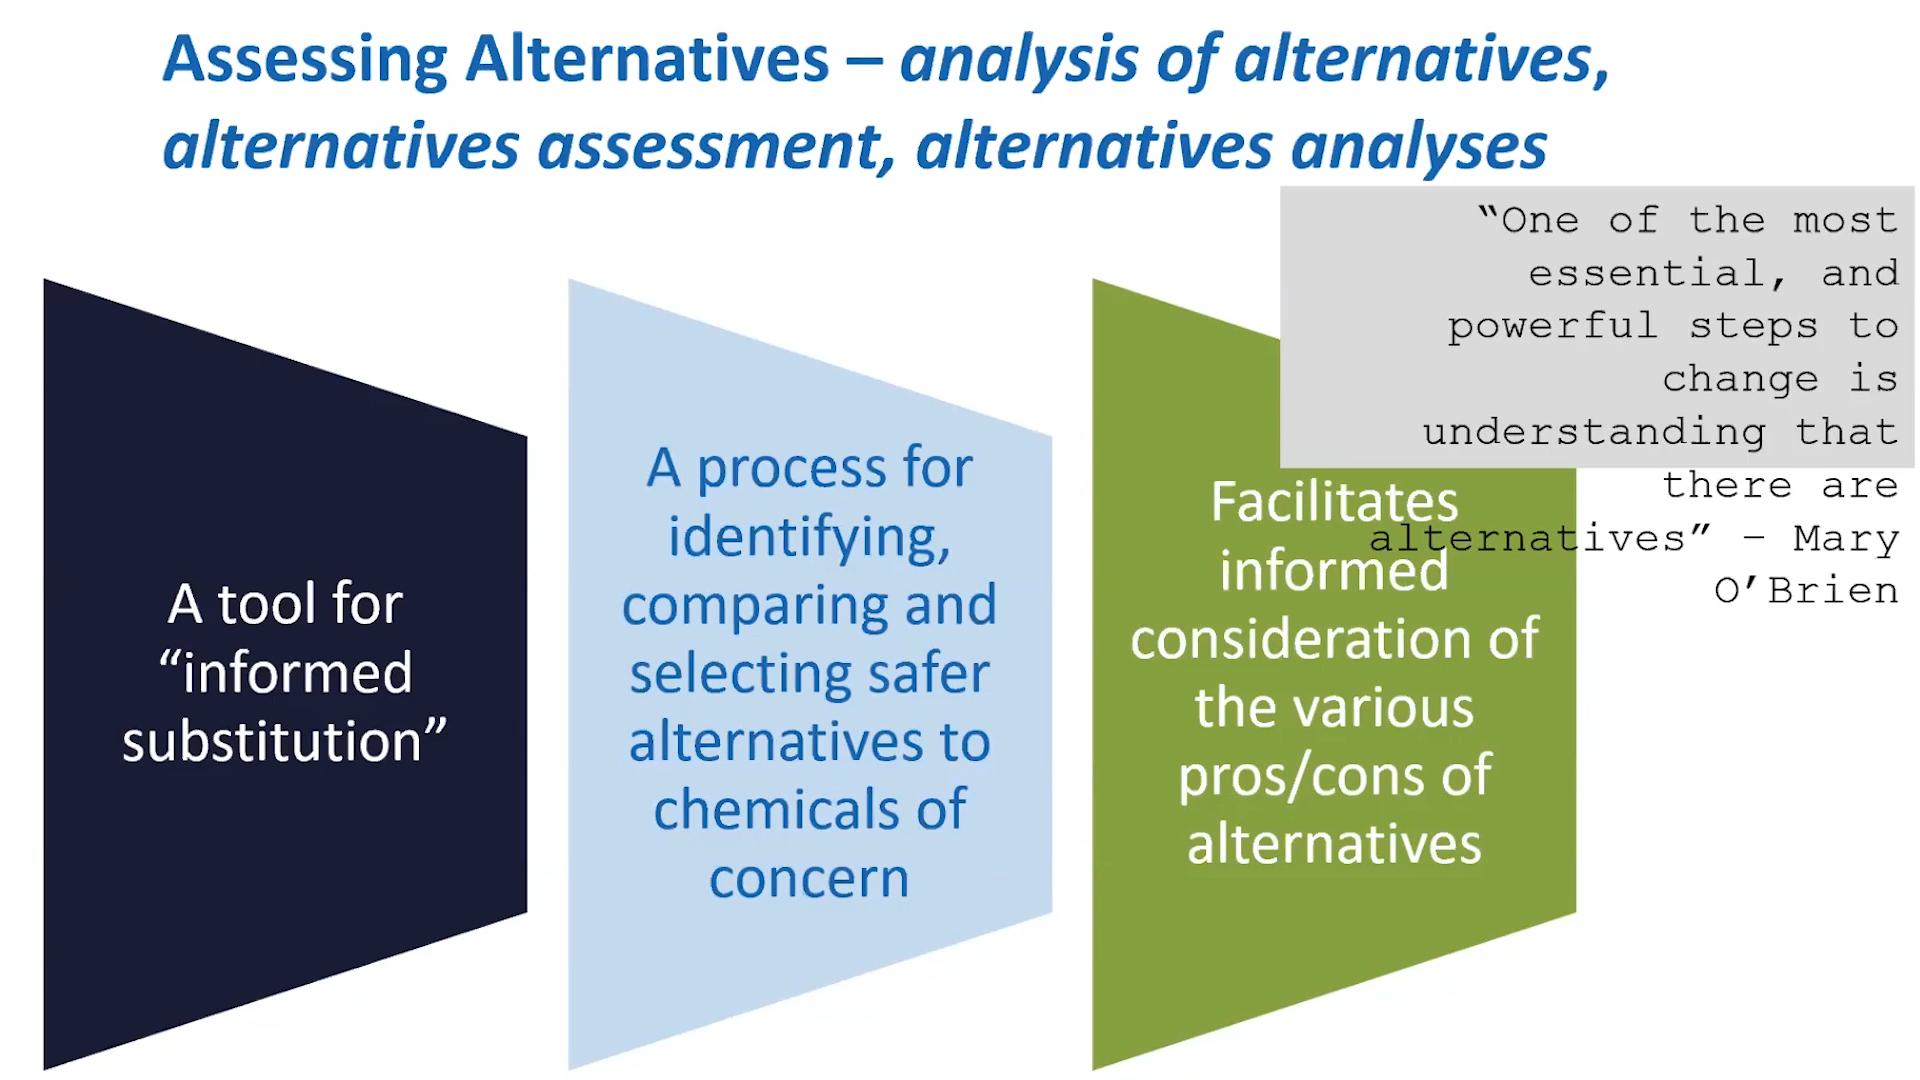 Assessing Alternatives – analysis of alternatives,
alternatives assessment, alternatives analyses
“One of the most
essential, and
powerful steps to
change is
understanding that
there are
alternatives” – Mary
O’Brien
A tool for
“informed
substitution”
A process for
identifying,
comparing and
selecting safer
alternatives to
chemicals of
concern
Facilitates
informed
consideration of
the various
pros/cons of
alternatives